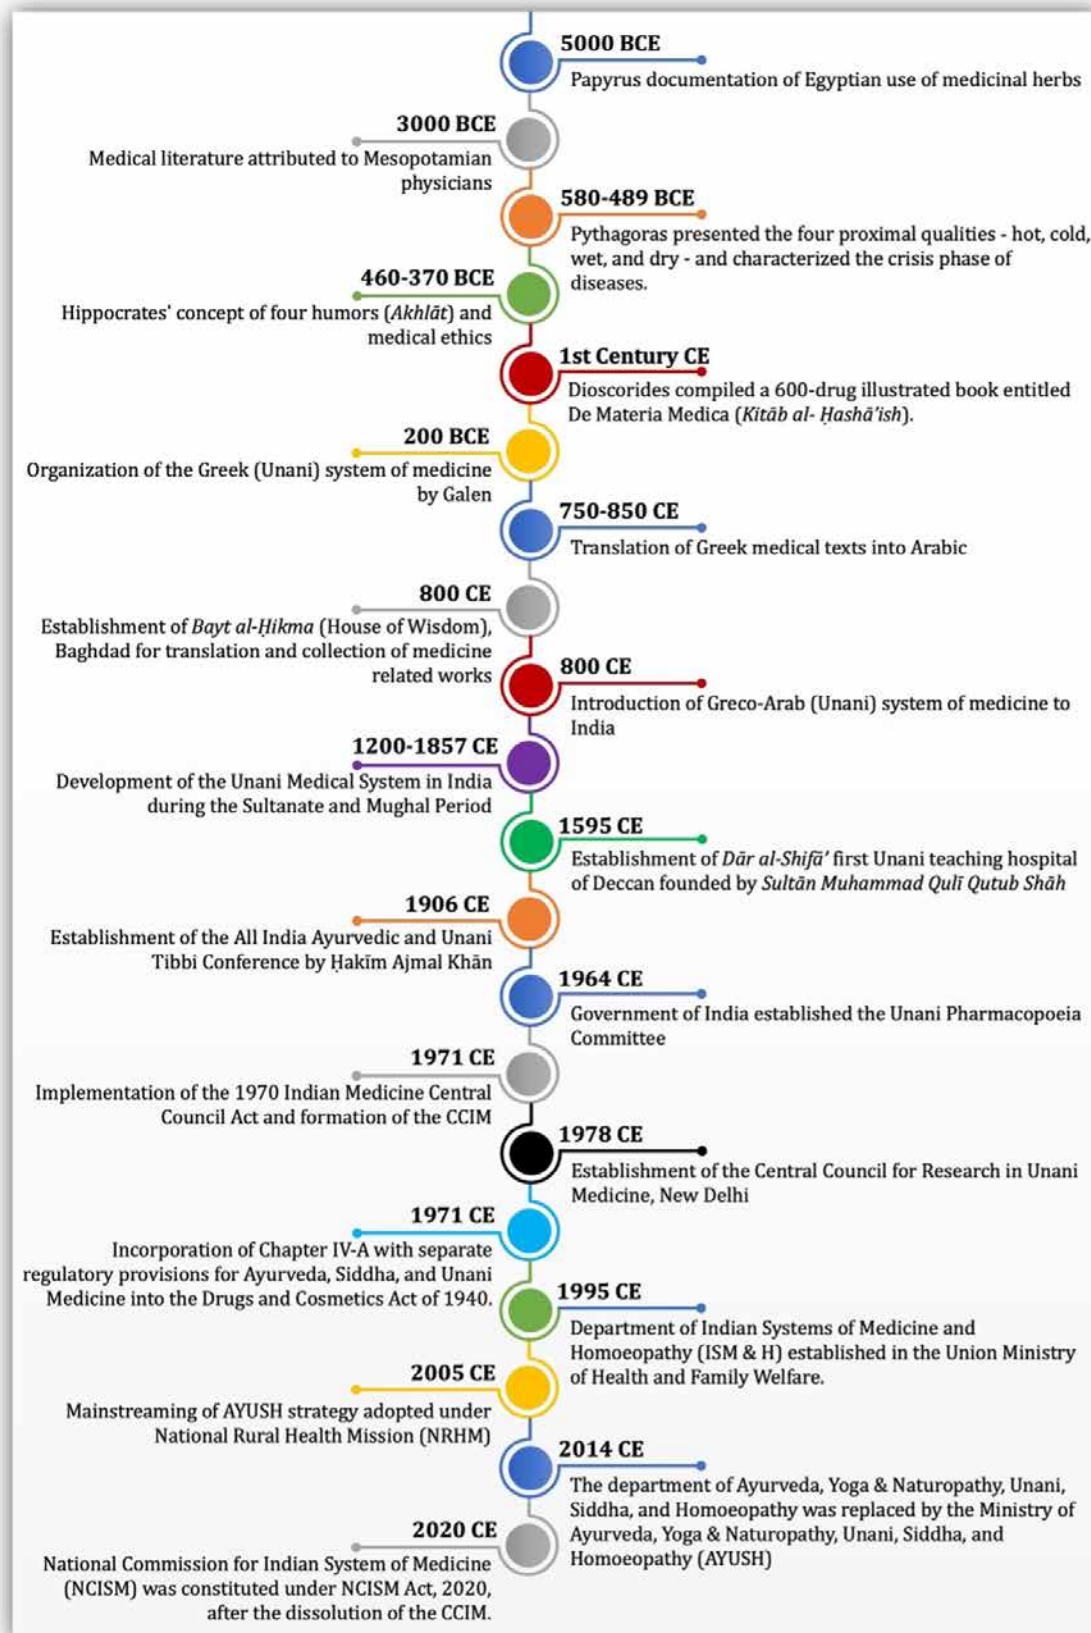 5000 BCE
Papyrus documentation of Egyptian use of medicinal herbs
3000 BCE
Medical literature attributed to Mesopotamian
physicians
580-489 BCE
Pythagoras presented the four proximal qualities - hot, cold,
wet, and dry - and characterized the crisis phase of
diseases.
460-370 BCE
Hippocrates' concept of four humors (Akhlāt) and
medical ethics
1st Century CE
Dioscorides compiled a 600-drug illustrated book entitled
De Materia Medica (Kitāb al- Ḥashā'ish).
200 BCE
Organization of the Greek (Unani) system of medicine
by Galen
750-850 CE
Translation of Greek medical texts into Arabic
800 CE
Establishment of Bayt al-Ḥikma (House of Wisdom),
Baghdad for translation and collection of medicine
related works
800 CE
Introduction of Greco-Arab (Unani) system of medicine to
India
1200-1857 CE
Development of the Unani Medical System in India
during the Sultanate and Mughal Period
1595 CE
Establishment of Dār al-Shifā' first Unani teaching hospital
of Deccan founded by Sultān Muhammad Qulī Qutub Shāh
1906 CE
Establishment of the All India Ayurvedic and Unani
Tibbi Conference by Ḥakīm Ajmal Khān
1964 CE
Government of India established the Unani Pharmacopoeia
Committee
1971 CE
Implementation of the 1970 Indian Medicine Central
Council Act and formation of the CCIM
1978 CE
Establishment of the Central Council for Research in Unani
Medicine, New Delhi
1971 CE
Incorporation of Chapter IV-A with separate
regulatory provisions for Ayurveda, Siddha, and Unani
Medicine into the Drugs and Cosmetics Act of 1940.
1995 CE
Department of Indian Systems of Medicine and
Homoeopathy (ISM & H) established in the Union Ministry
of Health and Family Welfare.
2005 CE
Mainstreaming of AYUSH strategy adopted under
National Rural Health Mission (NRHM)
2014 CE
The department of Ayurveda, Yoga & Naturopathy, Unani,
Siddha, and Homoeopathy was replaced by the Ministry of
Ayurveda, Yoga & Naturopathy, Unani, Siddha, and
Homoeopathy (AYUSH)
2020 CE
National Commission for Indian System of Medicine
(NCISM) was constituted under NCISM Act, 2020,
after the dissolution of the CCIM.